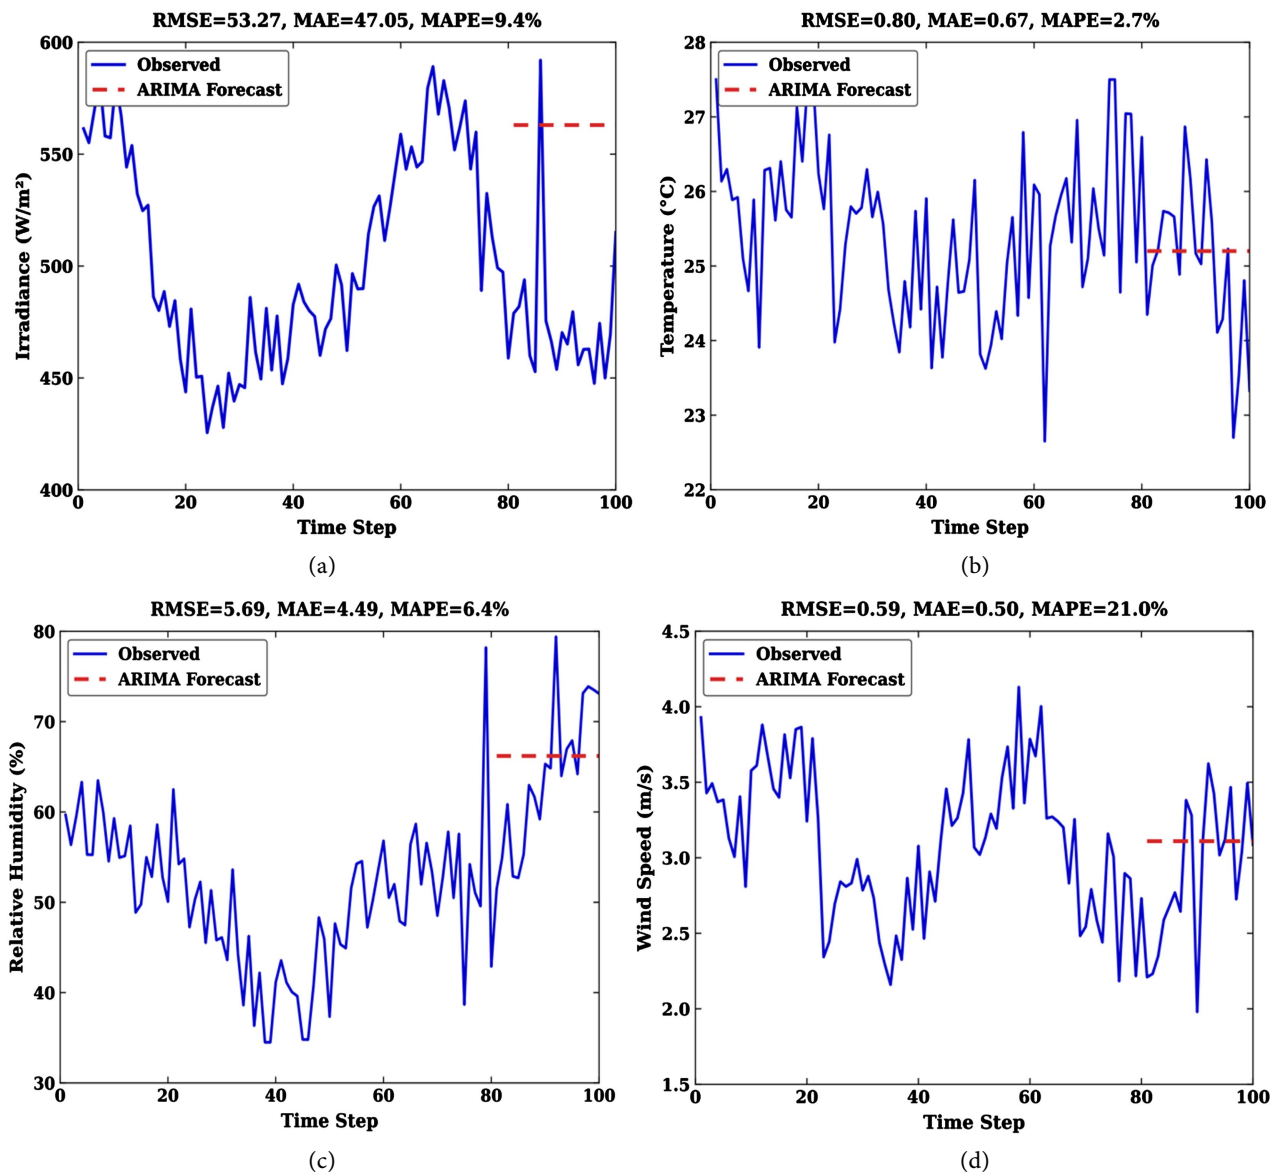 RMSE=53.27, MAE=47.05, MAPE=9.4%
Observed
ARIMA Forecast
600
550
500
450
400
Irradiance (W/m²)
0 20 40 60 80 100
Time Step
(a)
RMSE=0.80, MAE=0.67, MAPE=2.7%
Observed
ARIMA Forecast
28
27
26
25
24
23
22
Temperature (°C)
0 20 40 60 80 100
Time Step
(b)
RMSE=5.69, MAE=4.49, MAPE=6.4%
Observed
ARIMA Forecast
80
70
60
50
40
30
Relative Humidity (%)
0 20 40 60 80 100
Time Step
(c)
RMSE=0.59, MAE=0.50, MAPE=21.0%
Observed
ARIMA Forecast
4.5
4.0
3.5
3.0
2.5
2.0
1.5
Wind Speed (m/s)
0 20 40 60 80 100
Time Step
(d)